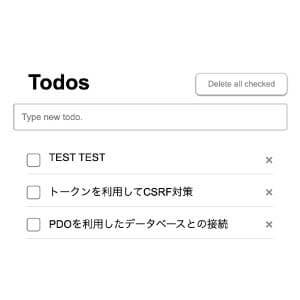 Todos
Delete all checked
Type new todo.
TEST TEST
トークンを利用してCSRF対策
PDOを利用したデータベースとの接続